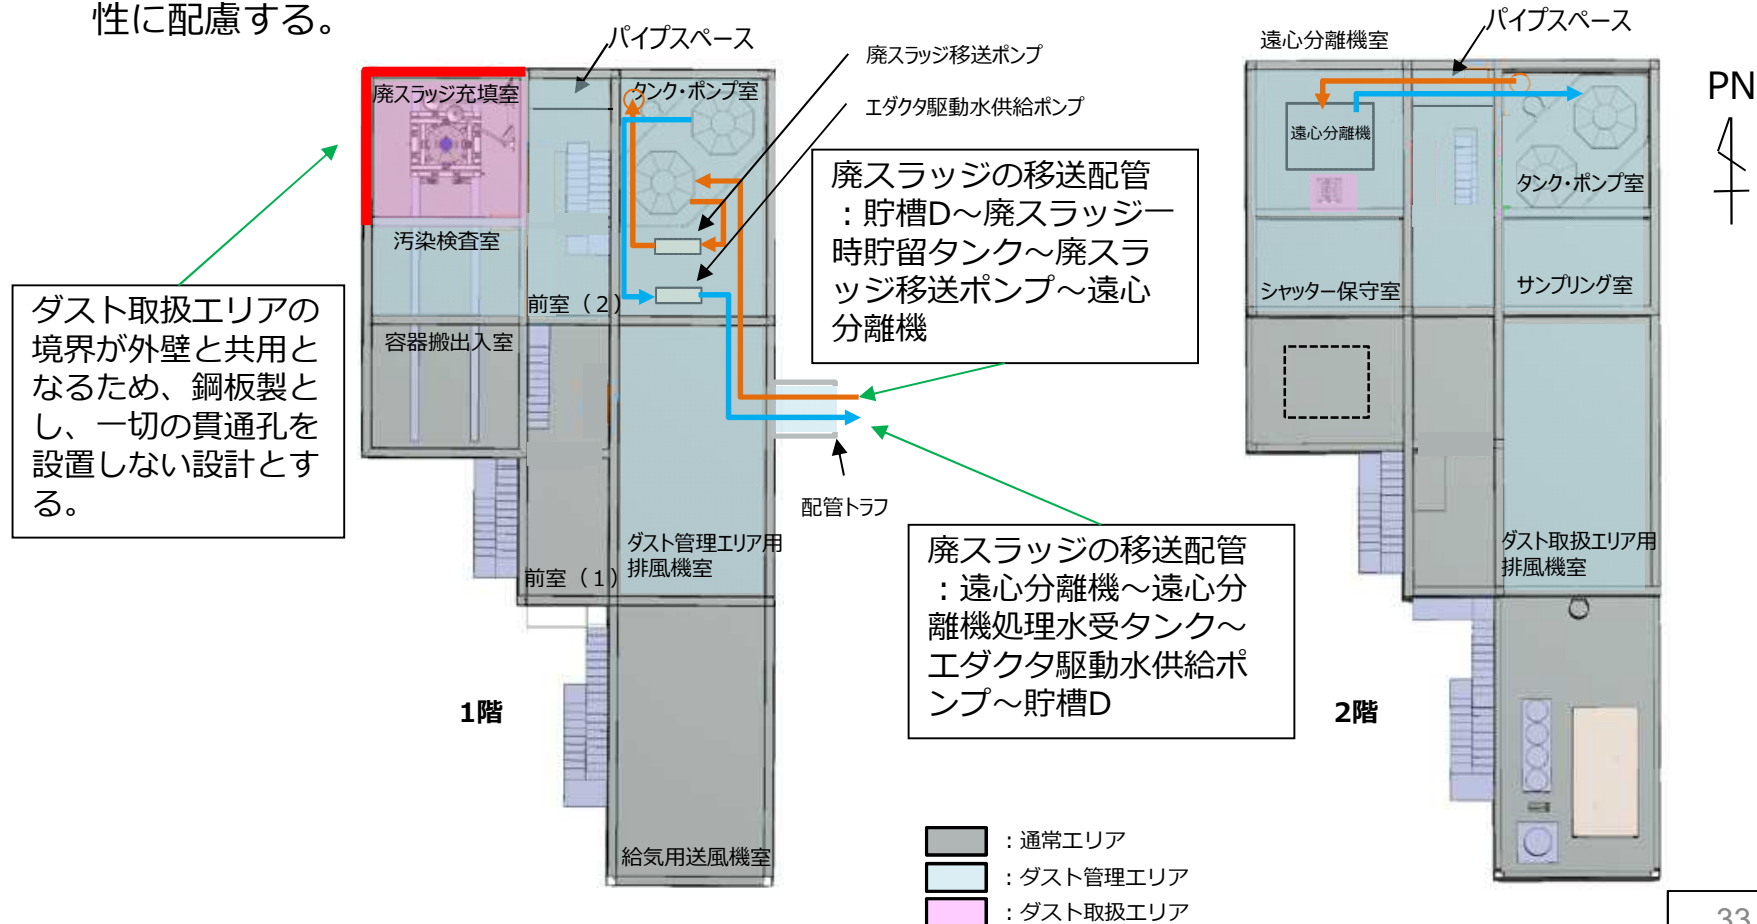 性に配慮する。
パイプスペース
廃スラッジ移送ポンプ
エダクタ駆動水供給ポンプ
廃スラッジ充填室
タンク・ポンプ室
汚染検査室
前室（2）
容器搬出入室
ダスト取扱エリアの
境界が外壁と共用と
なるため、鋼板製と
し、一切の貫通孔を
設置しない設計とす
る。
廃スラッジの移送配管
：貯槽D～廃スラッジ一
時貯留タンク～廃スラ
ッジ移送ポンプ～遠心
分離機
配管トラフ
ダスト管理エリア用
排風機室
前室（1）
廃スラッジの移送配管
：遠心分離機～遠心分
離機処理水受タンク～
エダクタ駆動水供給ポ
ンプ～貯槽D
1階
給気用送風機室
遠心分離機室
パイプスペース
PN
遠心分離機
タンク・ポンプ室
シャッター保守室
サンプリング室
ダスト取扱エリア用
排風機室
2階
：通常エリア
：ダスト管理エリア
：ダスト取扱エリア
33